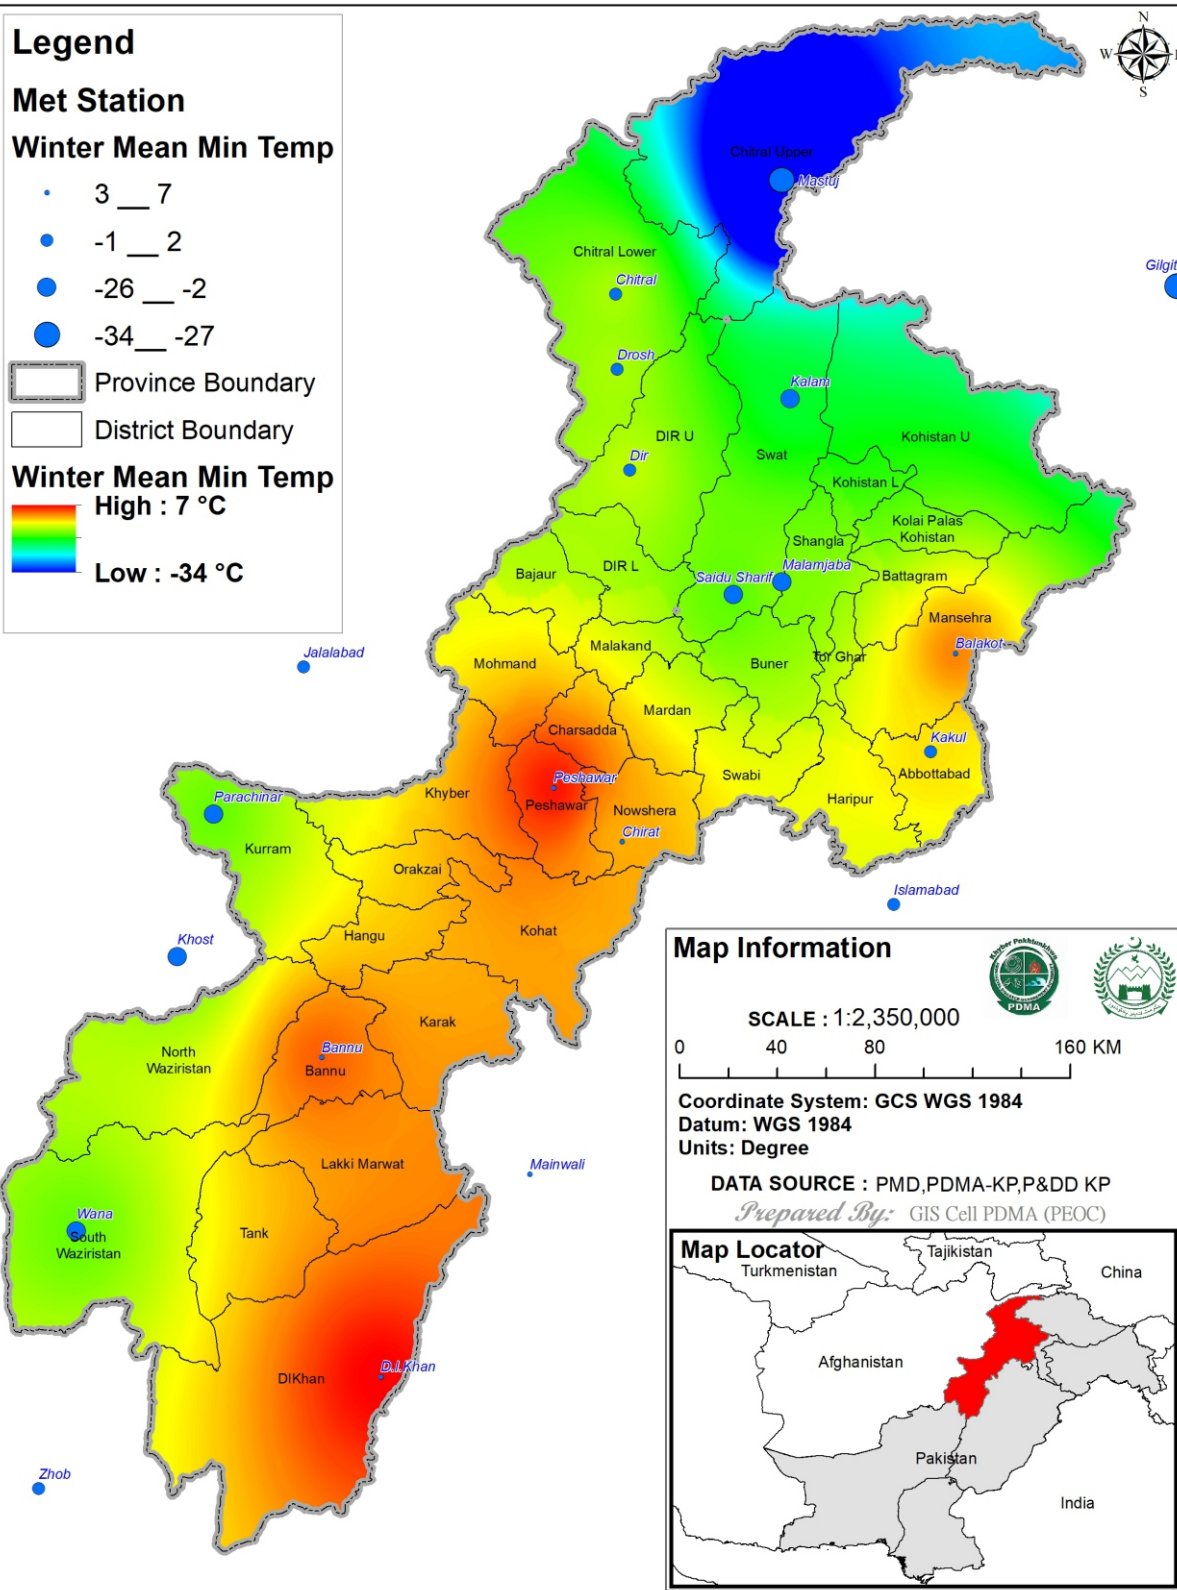 Legend
Met Station
Winter Mean Min Temp
3 __ 7
-1 __ 2
-26 __ -2
-34__ -27
Province Boundary
District Boundary
Winter Mean Min Temp
High : 7 °C
Low : -34 °C
N
W
S
Chitral Upper
Mastuj
Gilgit
Chitral Lower
Chitral
Drosh
Kalam
DIR U
Swat
Kohistan U
Dir
Kohistan L
Kolai Palas
Kohistan
Shangla
Malamjaba
DIR L
Bajaur
Saidu Sharif
Battagram
Mansehra
Balakot
Malakand
Tor Ghar
Buner
Jalalabad
Mohmand
Mardan
Charsadda
Kakul
Abbottabad
Swabi
Haripur
Peshawar
Peshawar
Khyber
Nowshera
Chirat
Parachinar
Kurram
Orakzai
Islamabad
Hangu
Kohat
Khost
Karak
North
Waziristan
Bannu
Bannu
Lakki Marwat
Mainwali
Wana
South
Waziristan
Tank
D.I.Khan
DIKhan
Zhob
Map Information
Khyber Pakhtunkhwa
PDMA
SCALE : 1:2,350,000
0 40 80 160 KM
Coordinate System: GCS WGS 1984
Datum: WGS 1984
Units: Degree
DATA SOURCE : PMD,PDMA-KP,P&DD KP
Prepared By: GIS Cell PDMA (PEOC)
Map Locator
Turkmenistan
Tajikistan
China
Afghanistan
Pakistan
India